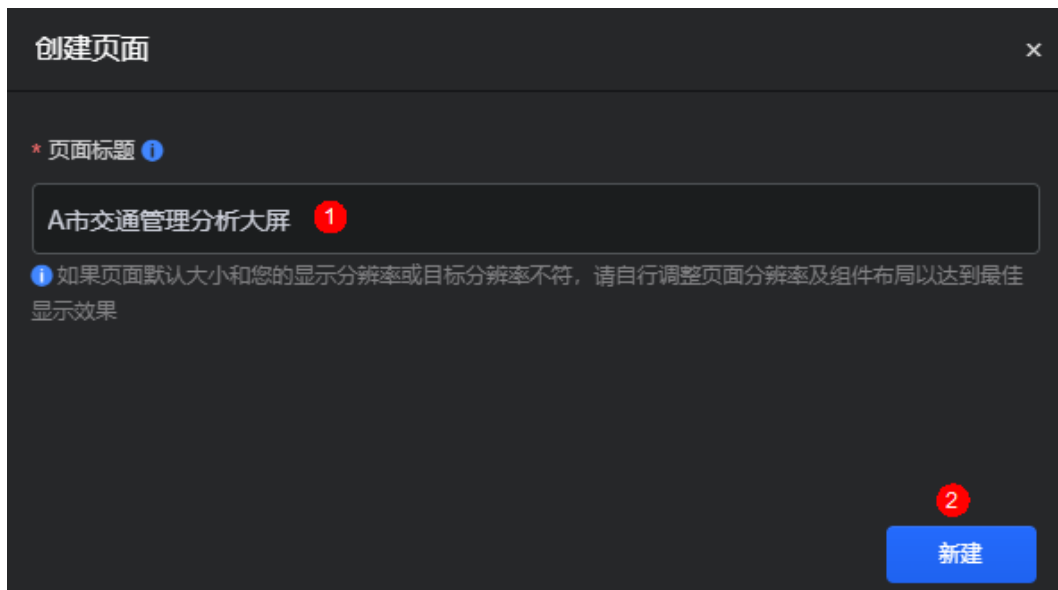 创建页面 ×
* 页面标题 i
A市交通管理分析大屏 1
i 如果页面默认大小和您的显示分辨率或目标分辨率不符，请自行调整页面分辨率及组件布局以达到最佳
显示效果
2
新建